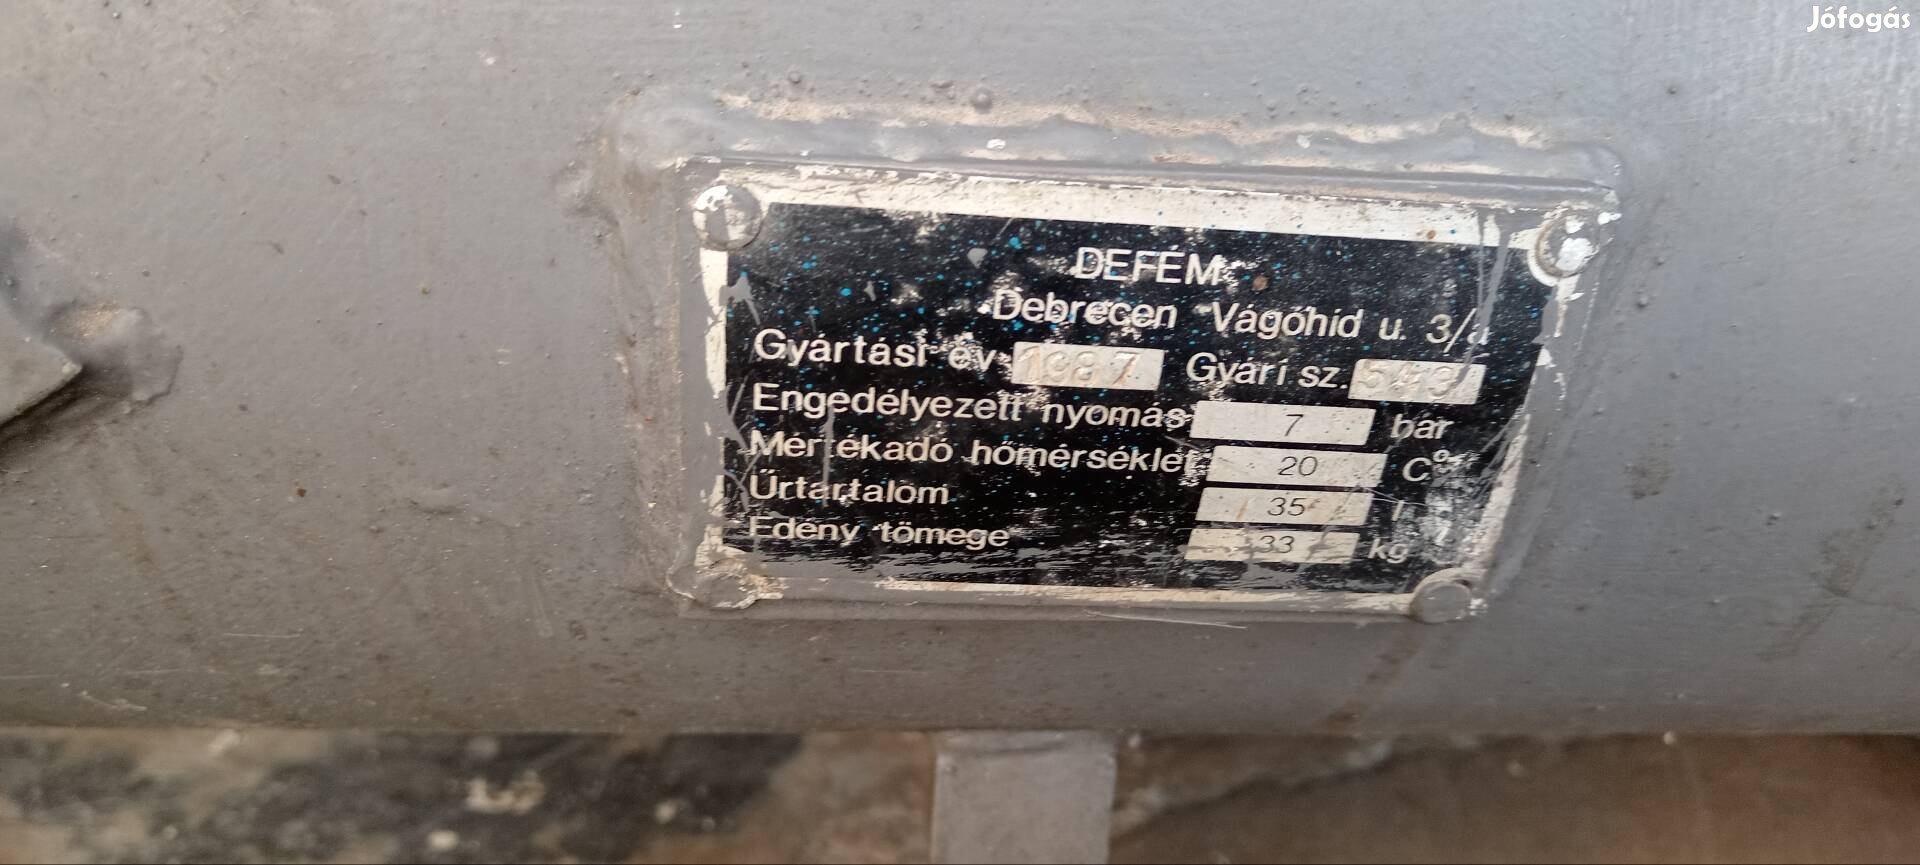 Jófogás
DEFÉM
Debrecen Vágóhíd u. 3/a
Gyártási év 1987 Gyári sz. 543
Engedélyezett nyomás 7 bar
Mértékadó hőmérséklet 20 C°
Űrtartalom 35 l
Edény tömege 33 kg